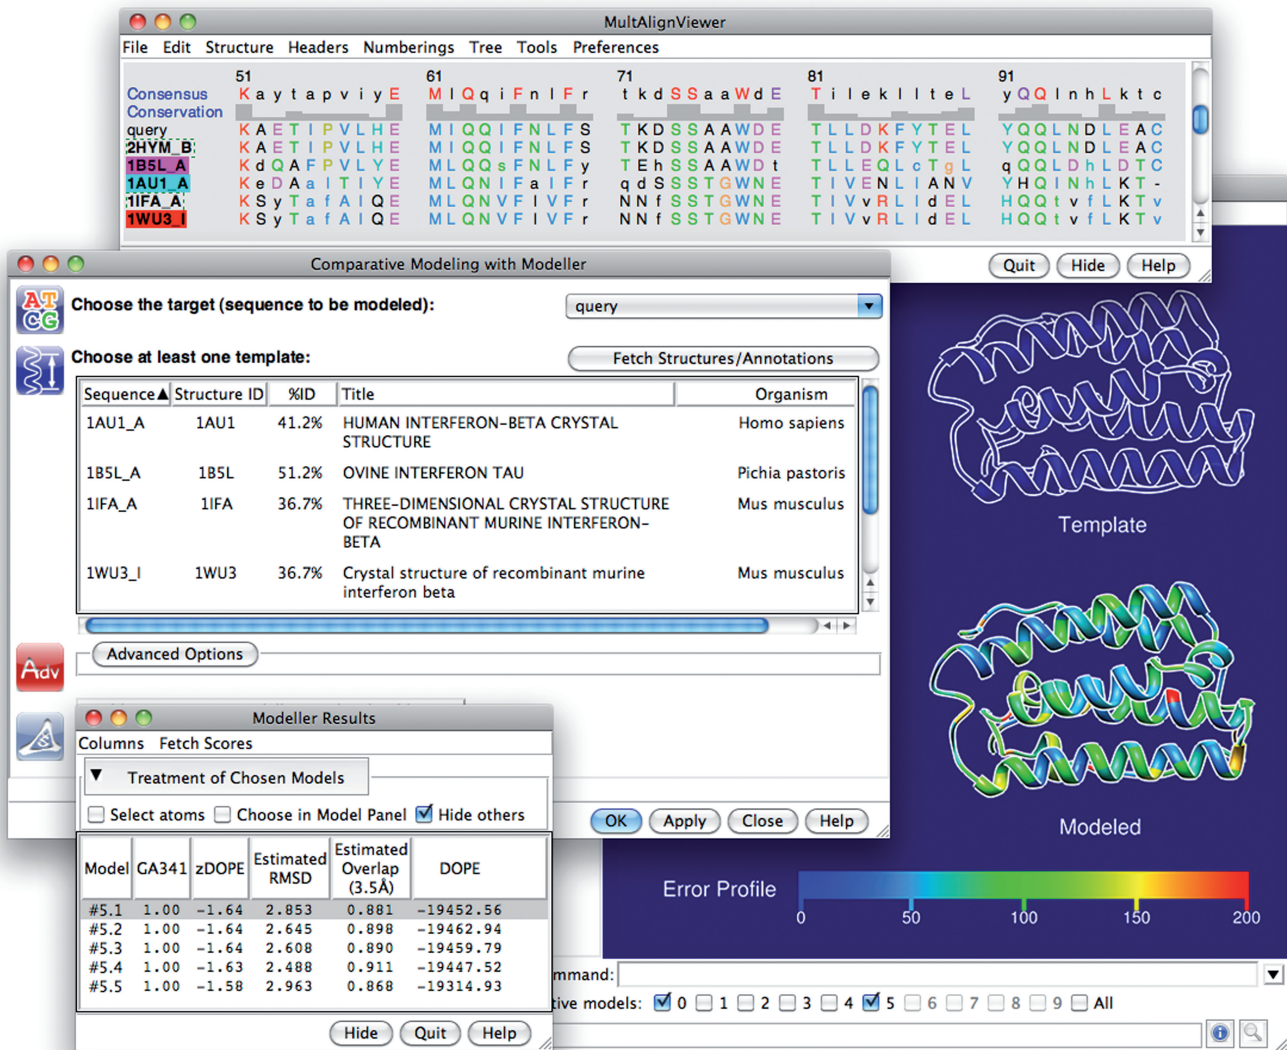 MultAlignViewer
File Edit Structure Headers Numberings Tree Tools Preferences
51 61 71 81 91
Consensus K a y t a p v i y E M I Q q i F n l F r t k d S S a a W d E T i l e k l l t e L y Q Q l n h L k t c
Conservation
query K A E T I P V L H E M I Q Q I F N L F S T K D S S A A W D E T L L D K F Y T E L Y Q Q L N D L E A C
2HYM_B K A E T I P V L H E M I Q Q I F N L F S T K D S S A A W D E T L L D K F Y T E L Y Q Q L N D L E A C
1B5L_A K d Q A F P V L Y E M L Q Q s F N L F y T E h S S A A W D t T L L E Q L c T g L q Q Q L D h L D T C
1AU1_A K e D A a I T I Y E M L Q N I F a I F r q d S S S T G W N E T I V E N L I A N V Y H Q I N h L K T -
1IFA_A K S y T a f A I Q E M L Q N V F I V F r N N f S S T G W N E T I V v R L I d E L H Q Q t v f L K T v
1WU3_I K S y T a f A I Q E M L Q N V F I V F r N N f S S T G W N E T I V v R L I d E L H Q Q t v f L K T v
Quit Hide Help
Comparative Modeling with Modeller
AT
CG
Choose the target (sequence to be modeled): query
Choose at least one template: Fetch Structures/Annotations
Sequence Structure ID %ID Title Organism
1AU1_A 1AU1 41.2% HUMAN INTERFERON-BETA CRYSTAL Homo sapiens
STRUCTURE
1B5L_A 1B5L 51.2% OVINE INTERFERON TAU Pichia pastoris
1IFA_A 1IFA 36.7% THREE-DIMENSIONAL CRYSTAL STRUCTURE Mus musculus
OF RECOMBINANT MURINE INTERFERON-
BETA
1WU3_I 1WU3 36.7% Crystal structure of recombinant murine Mus musculus
interferon beta
Adv
Advanced Options
OK Apply Close Help
Modeller Results
Columns Fetch Scores
Treatment of Chosen Models
Select atoms Choose in Model Panel Hide others
Model GA341 zDOPE Estimated RMSD Estimated Overlap (3.5Å) DOPE
#5.1 1.00 -1.64 2.853 0.881 -19452.56
#5.2 1.00 -1.64 2.645 0.898 -19462.94
#5.3 1.00 -1.64 2.608 0.890 -19459.79
#5.4 1.00 -1.63 2.488 0.911 -19447.52
#5.5 1.00 -1.58 2.963 0.868 -19314.93
Hide Quit Help
Template
Modeled
Error Profile
0 50 100 150 200
mmand:
tive models: 0 1 2 3 4 5 6 7 8 9 All